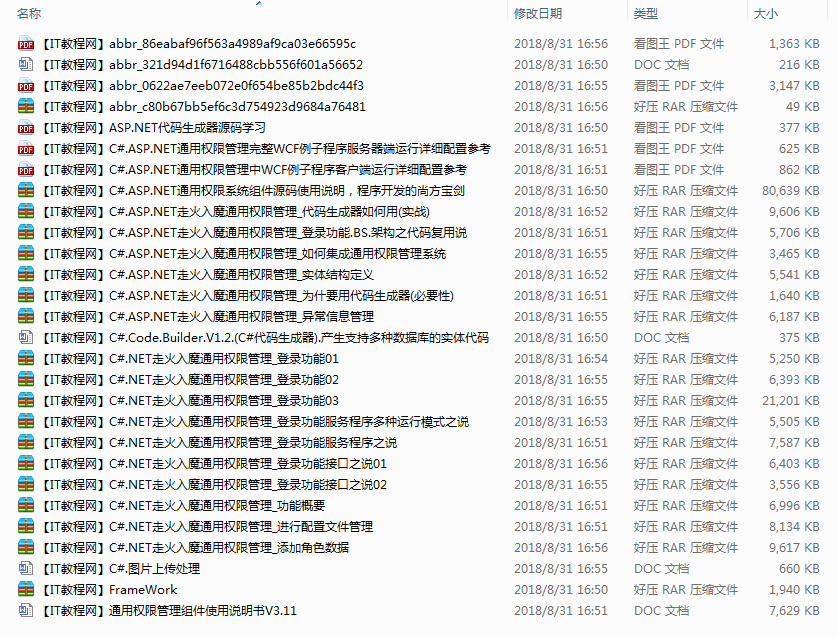 名称 修改日期 类型 大小
【IT教程网】abbr_86eabaf96f563a4989af9ca03e66595c 2018/8/31 16:56 看图王 PDF 文件 1,363 KB
【IT教程网】abbr_321d94d1f6716488cbb556f601a56652 2018/8/31 16:50 DOC 文档 216 KB
【IT教程网】abbr_0622ae7eeb072e0f654be85b2bdc44f3 2018/8/31 16:55 看图王 PDF 文件 3,147 KB
【IT教程网】abbr_c80b67bb5ef6c3d754923d9684a76481 2018/8/31 16:56 好压 RAR 压缩文件 49 KB
【IT教程网】ASP.NET代码生成器源码学习 2018/8/31 16:50 看图王 PDF 文件 377 KB
【IT教程网】C#.ASP.NET通用权限管理完整WCF例子程序服务器端运行详细配置参考 2018/8/31 16:51 看图王 PDF 文件 625 KB
【IT教程网】C#.ASP.NET通用权限管理中WCF例子程序客户端运行详细配置参考 2018/8/31 16:51 看图王 PDF 文件 862 KB
【IT教程网】C#.ASP.NET通用权限系统组件源码使用说明，程序开发的尚方宝剑 2018/8/31 16:50 好压 RAR 压缩文件 80,639 KB
【IT教程网】C#.ASP.NET走火入魔通用权限管理_代码生成器如何用(实战) 2018/8/31 16:52 好压 RAR 压缩文件 9,606 KB
【IT教程网】C#.ASP.NET走火入魔通用权限管理_登录功能.BS.架构之代码复用说 2018/8/31 16:51 好压 RAR 压缩文件 5,706 KB
【IT教程网】C#.ASP.NET走火入魔通用权限管理_如何集成通用权限管理系统 2018/8/31 16:55 好压 RAR 压缩文件 3,465 KB
【IT教程网】C#.ASP.NET走火入魔通用权限管理_实体结构定义 2018/8/31 16:52 好压 RAR 压缩文件 5,541 KB
【IT教程网】C#.ASP.NET走火入魔通用权限管理_为什要用代码生成器(必要性) 2018/8/31 16:51 好压 RAR 压缩文件 1,640 KB
【IT教程网】C#.ASP.NET走火入魔通用权限管理_异常信息管理 2018/8/31 16:55 好压 RAR 压缩文件 6,187 KB
【IT教程网】C#.Code.Builder.V1.2.(C#代码生成器).产生支持多种数据库的实体代码 2018/8/31 16:50 DOC 文档 375 KB
【IT教程网】C#.NET走火入魔通用权限管理_登录功能01 2018/8/31 16:54 好压 RAR 压缩文件 5,250 KB
【IT教程网】C#.NET走火入魔通用权限管理_登录功能02 2018/8/31 16:55 好压 RAR 压缩文件 6,393 KB
【IT教程网】C#.NET走火入魔通用权限管理_登录功能03 2018/8/31 16:55 好压 RAR 压缩文件 21,201 KB
【IT教程网】C#.NET走火入魔通用权限管理_登录功能服务程序多种运行模式之说 2018/8/31 16:53 好压 RAR 压缩文件 5,505 KB
【IT教程网】C#.NET走火入魔通用权限管理_登录功能服务程序之说 2018/8/31 16:51 好压 RAR 压缩文件 7,587 KB
【IT教程网】C#.NET走火入魔通用权限管理_登录功能接口之说01 2018/8/31 16:56 好压 RAR 压缩文件 6,403 KB
【IT教程网】C#.NET走火入魔通用权限管理_登录功能接口之说02 2018/8/31 16:55 好压 RAR 压缩文件 3,556 KB
【IT教程网】C#.NET走火入魔通用权限管理_功能概要 2018/8/31 16:51 好压 RAR 压缩文件 6,996 KB
【IT教程网】C#.NET走火入魔通用权限管理_进行配置文件管理 2018/8/31 16:51 好压 RAR 压缩文件 8,134 KB
【IT教程网】C#.NET走火入魔通用权限管理_添加角色数据 2018/8/31 16:56 好压 RAR 压缩文件 9,617 KB
【IT教程网】C#.图片上传处理 2018/8/31 16:55 DOC 文档 660 KB
【IT教程网】FrameWork 2018/8/31 16:50 好压 RAR 压缩文件 1,940 KB
【IT教程网】通用权限管理组件使用说明书V3.11 2018/8/31 16:51 DOC 文档 7,629 KB